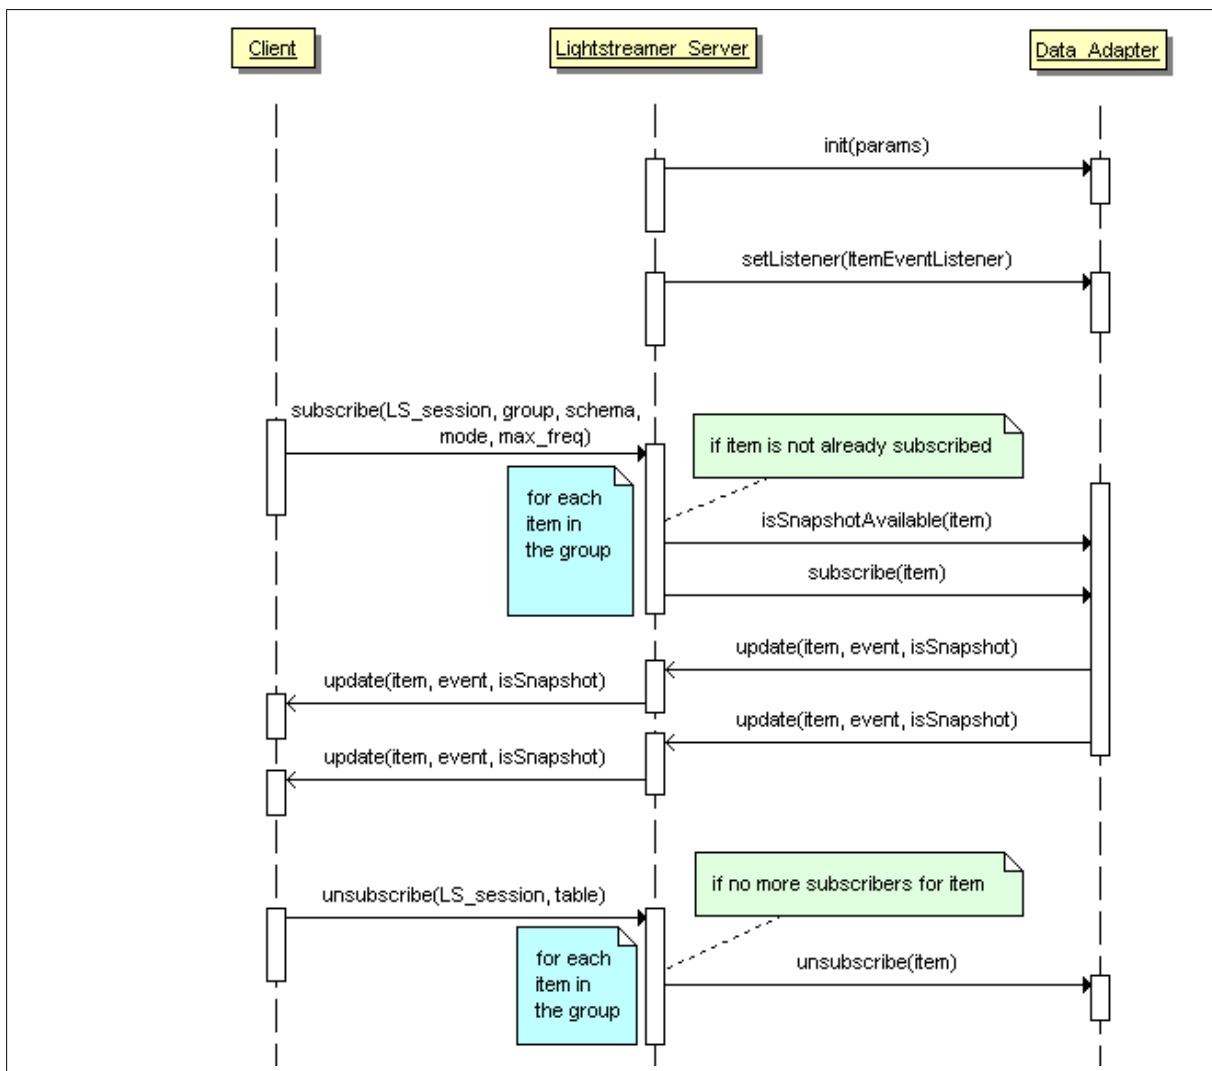 Client
Lightstreamer_Server
Data_Adapter
init(params)
setListener(ItemEventListener)
subscribe(LS_session, group, schema,
mode, max_freq)
if item is not already subscribed
for each
item in
the group
isSnapshotAvailable(item)
subscribe(item)
update(item, event, isSnapshot)
update(item, event, isSnapshot)
update(item, event, isSnapshot)
update(item, event, isSnapshot)
if no more subscribers for item
unsubscribe(LS_session, table)
for each
item in
the group
unsubscribe(item)